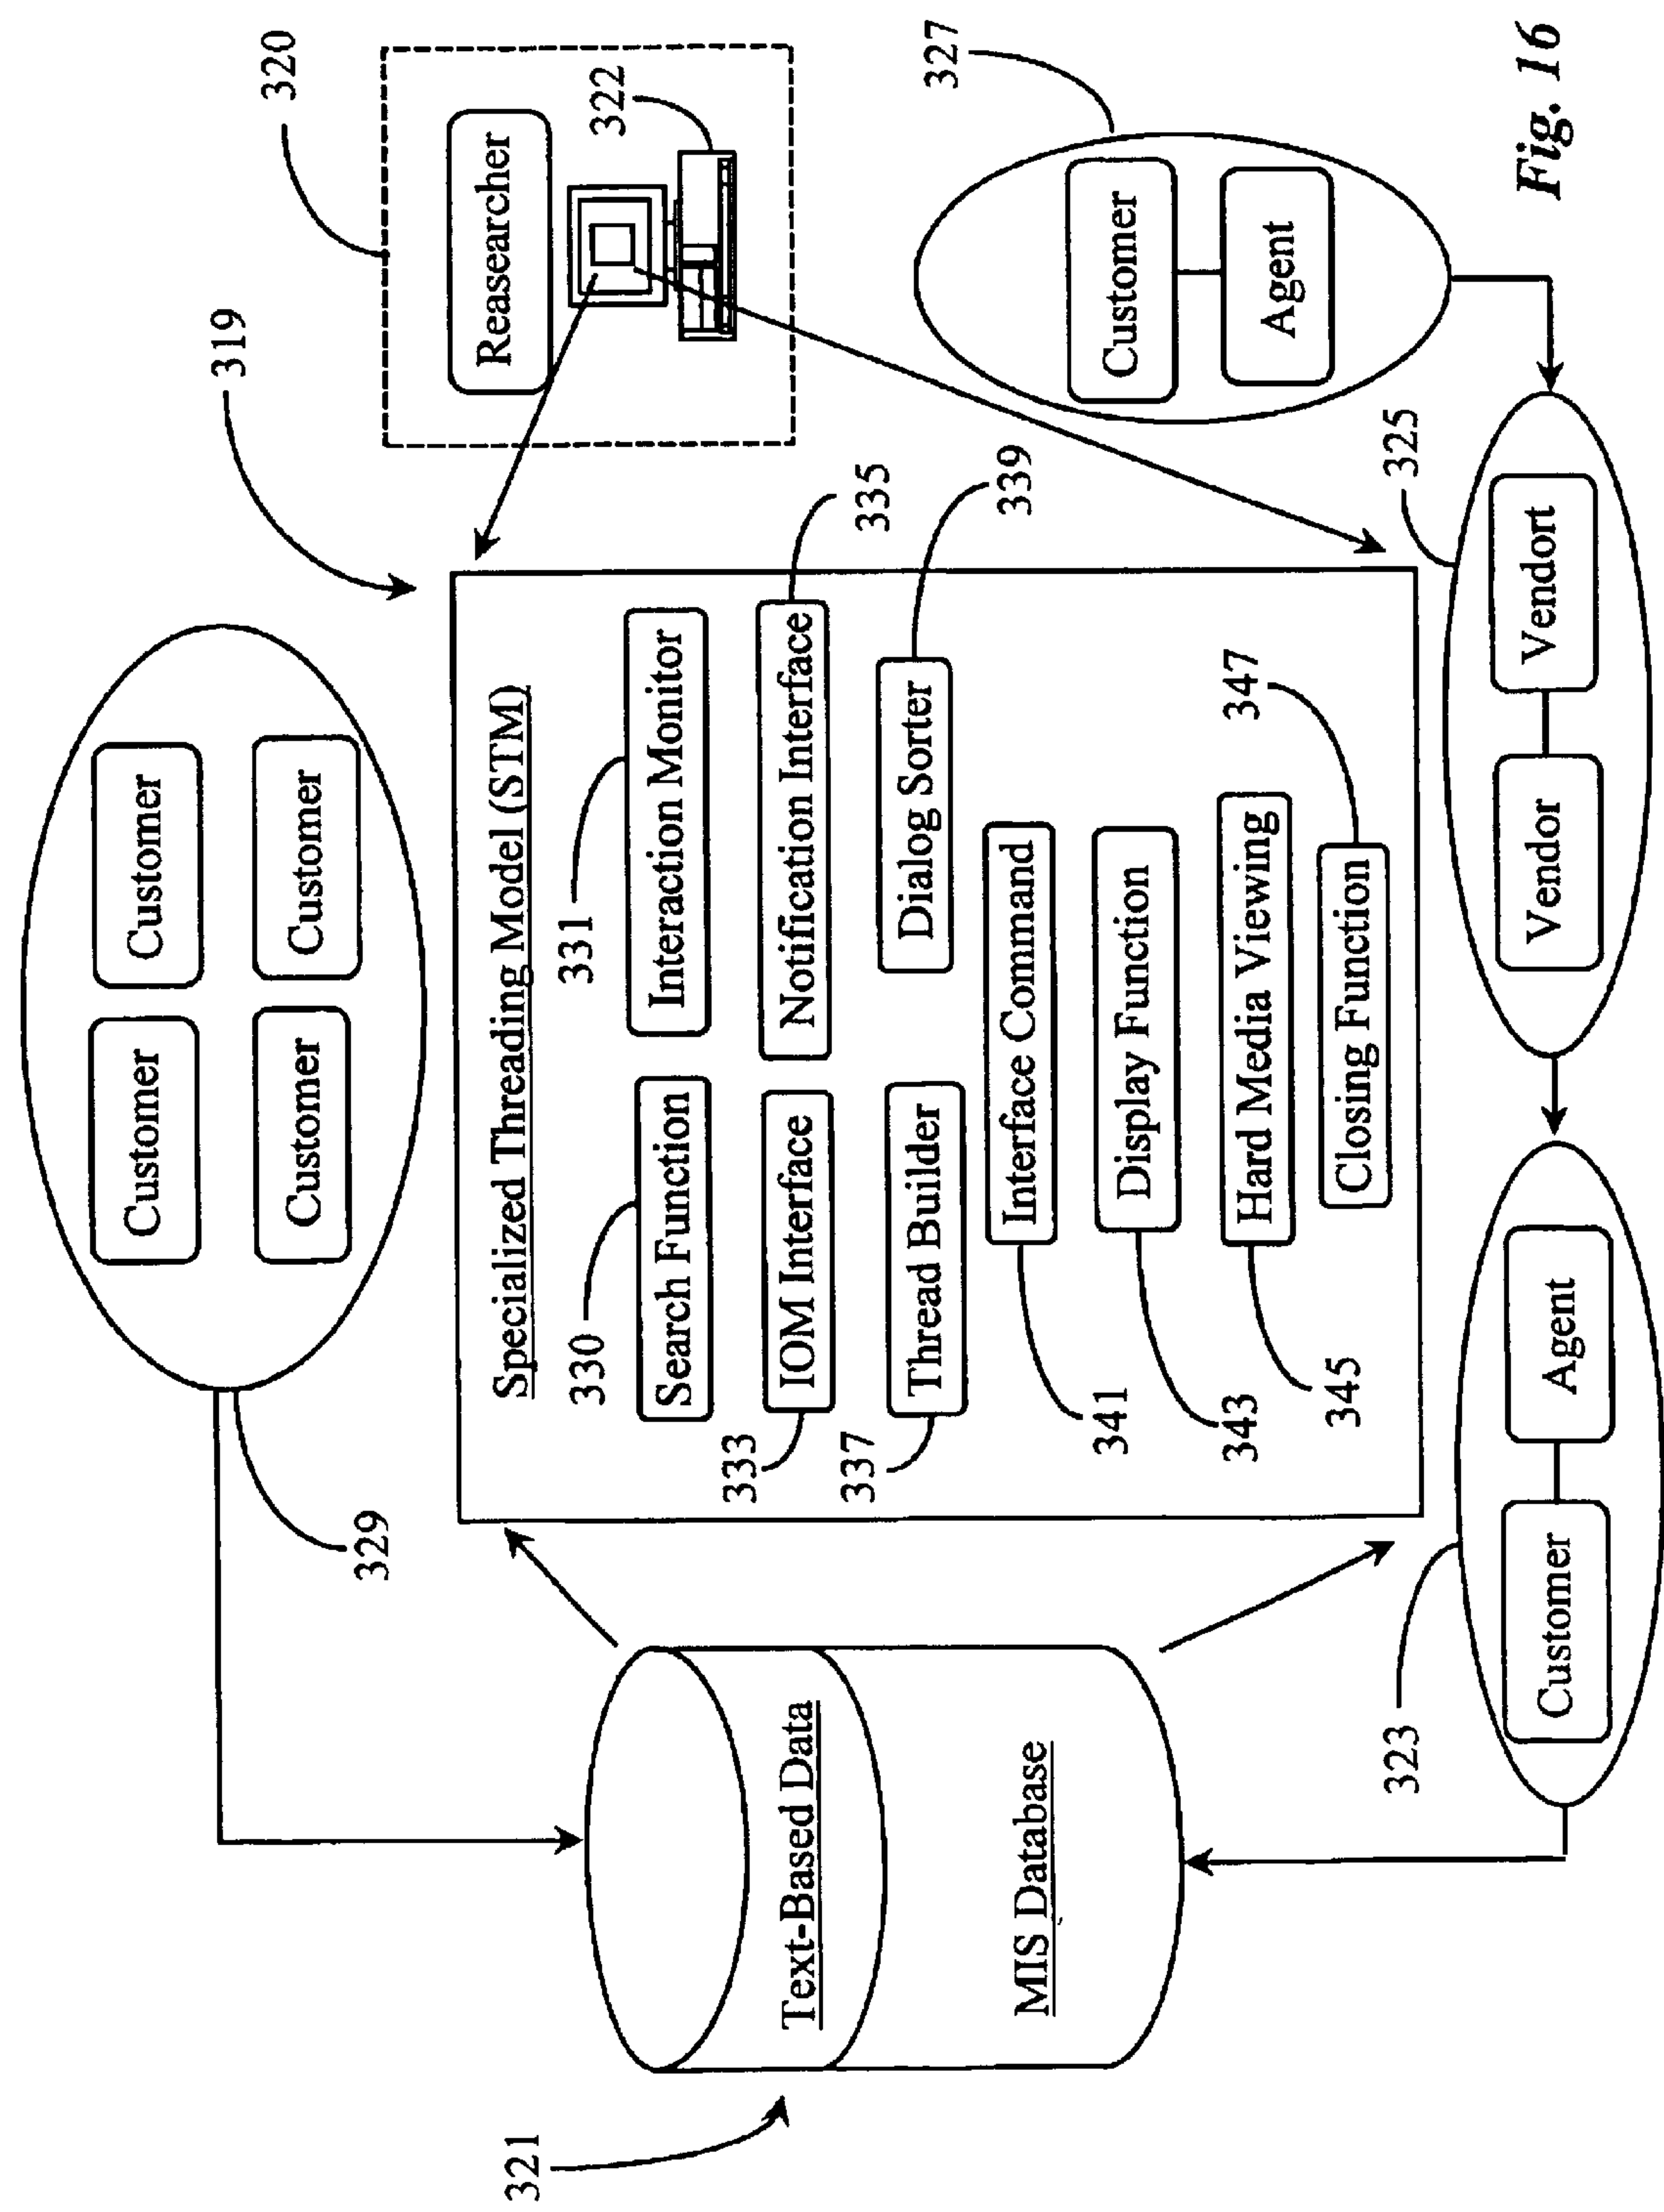 329
Customer
Customer
Customer
Customer
319
320
Reasearcher
322
321
Text-Based Data
MIS Database
Specialized Threading Model (STM)
330
Search Function
331
Interaction Monitor
333
IOM Interface
Notification Interface
335
337
Thread Builder
Dialog Sorter
339
341
Interface Command
343
Display Function
345
Hard Media Viewing
347
Closing Function
327
Customer
Agent
323
Customer
Agent
325
Vendor
Vendort
Fig. 16